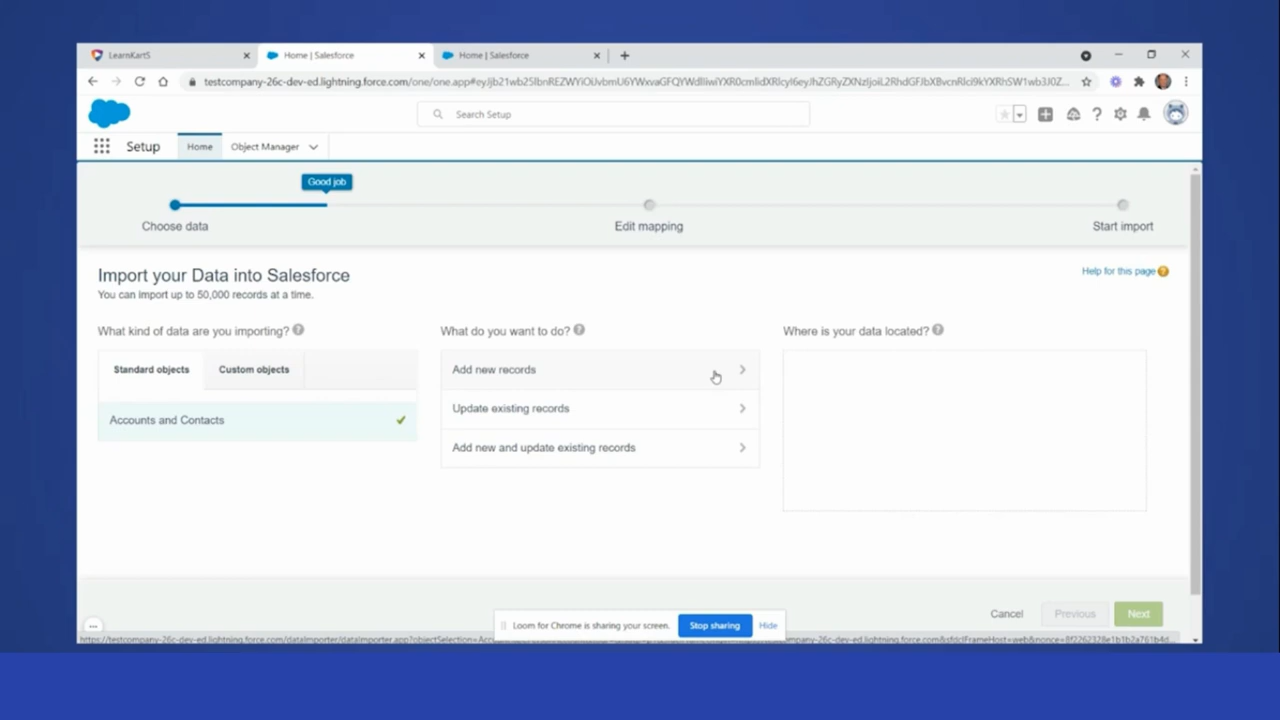 LearnKartS
Home | Salesforce
Home | Salesforce
Search Setup
Setup
Home
Object Manager
Good job
Choose data
Edit mapping
Start import
Import your Data into Salesforce
You can import up to 50,000 records at a time.
Help for this page
What kind of data are you importing?
What do you want to do?
Where is your data located?
Standard objects
Custom objects
Add new records
Accounts and Contacts
Update existing records
Add new and update existing records
Cancel
Previous
Next
Loom for Chrome is sharing your screen.
Stop sharing
Hide